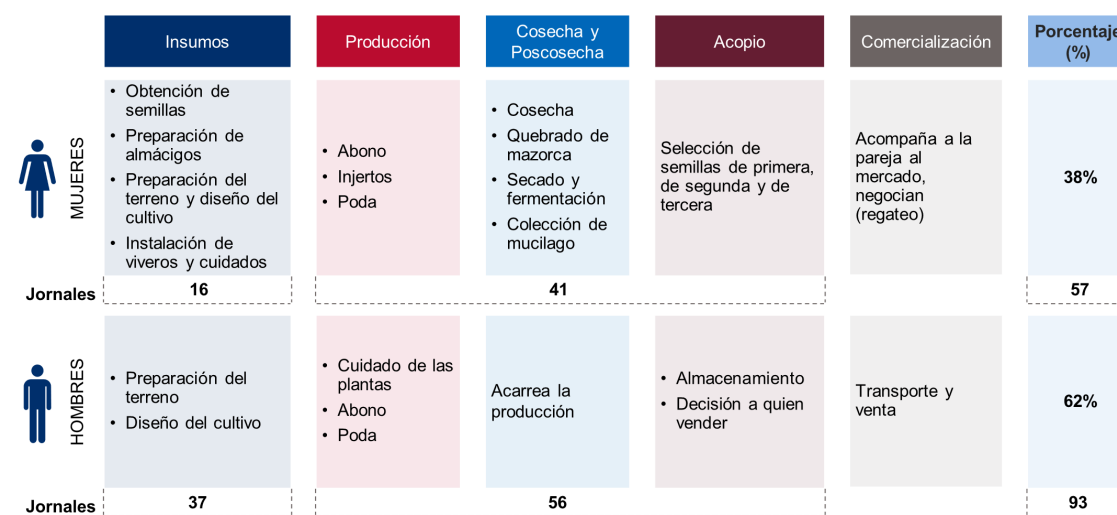 Insumos
Producción
Cosecha y
Poscosecha
Acopio
Comercialización
Porcentaje
(%)
MUJERES
• Obtención de
semillas
• Preparación de
almácigos
• Preparación del
terreno y diseño del
cultivo
• Instalación de
viveros y cuidados
• Abono
• Injertos
• Poda
• Cosecha
• Quebrado de
mazorca
• Secado y
fermentación
• Colección de
mucilago
Selección de
semillas de primera,
de segunda y de
tercera
Acompaña a la
pareja al
mercado,
negocian
(regateo)
38%
Jornales
16
41
57
HOMBRES
• Preparación del
terreno
• Diseño del cultivo
• Cuidado de las
plantas
• Abono
• Poda
Acarrea la
producción
• Almacenamiento
• Decisión a quien
vender
Transporte y
venta
62%
Jornales
37
56
93